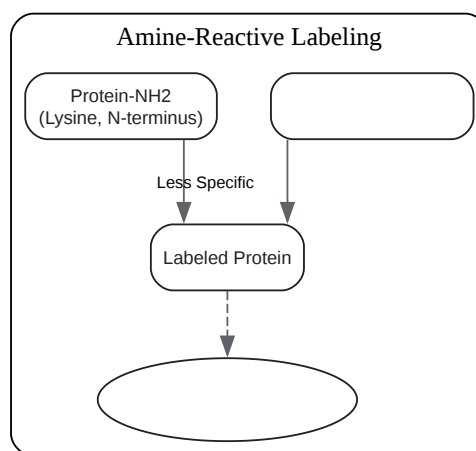 Amine-Reactive Labeling
Protein-NH2
(Lysine, N-terminus)
Less Specific
Labeled Protein